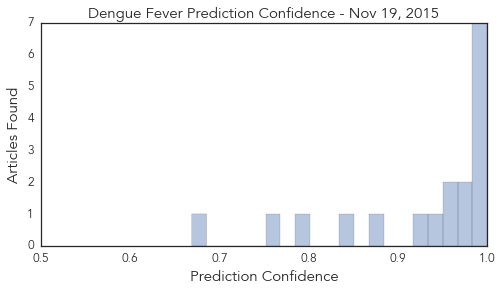 Dengue Fever Prediction Confidence - Nov 19, 2015
Articles Found
7
6
5
4
3
2
1
0
0.5 0.6 0.7 0.8 0.9 1.0
Prediction Confidence